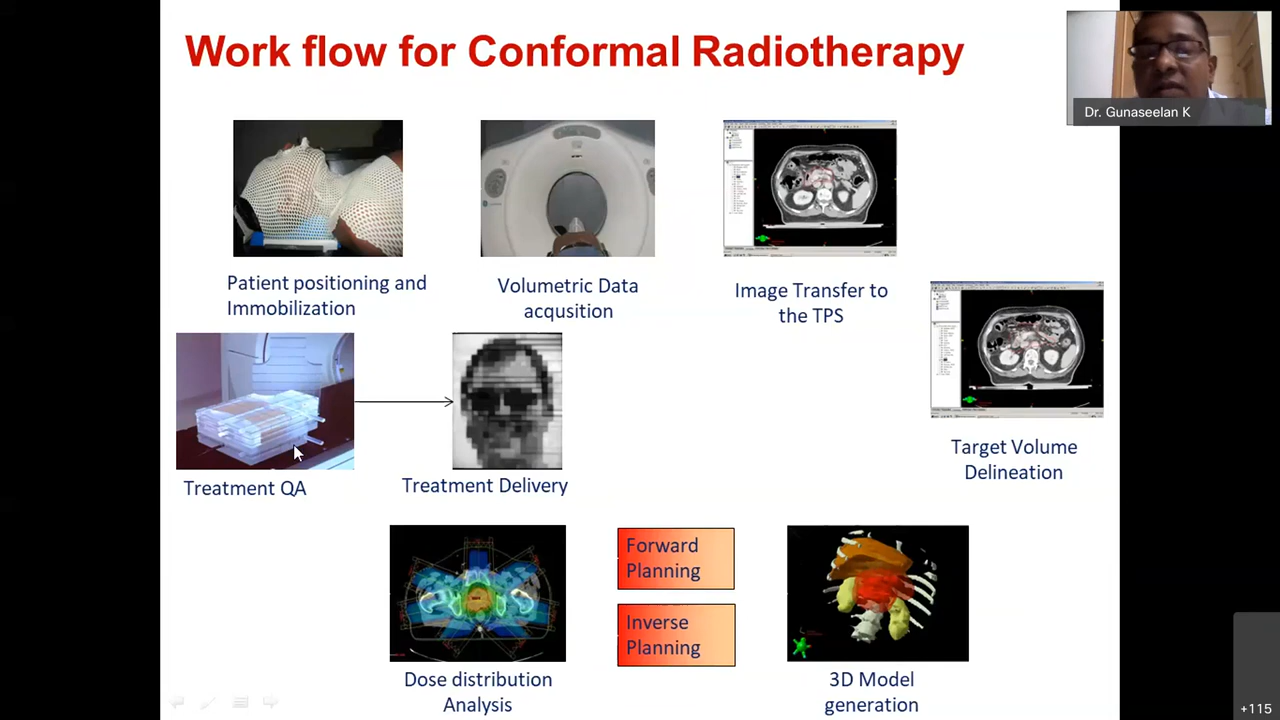 Work flow for Conformal Radiotherapy
Dr. Gunaseelan K
Patient positioning and
Immobilization
Volumetric Data
acqusition
Image Transfer to
the TPS
Target Volume
Delineation
Treatment QA
Treatment Delivery
Forward
Planning
Inverse
Planning
Dose distribution
Analysis
3D Model
generation
+115